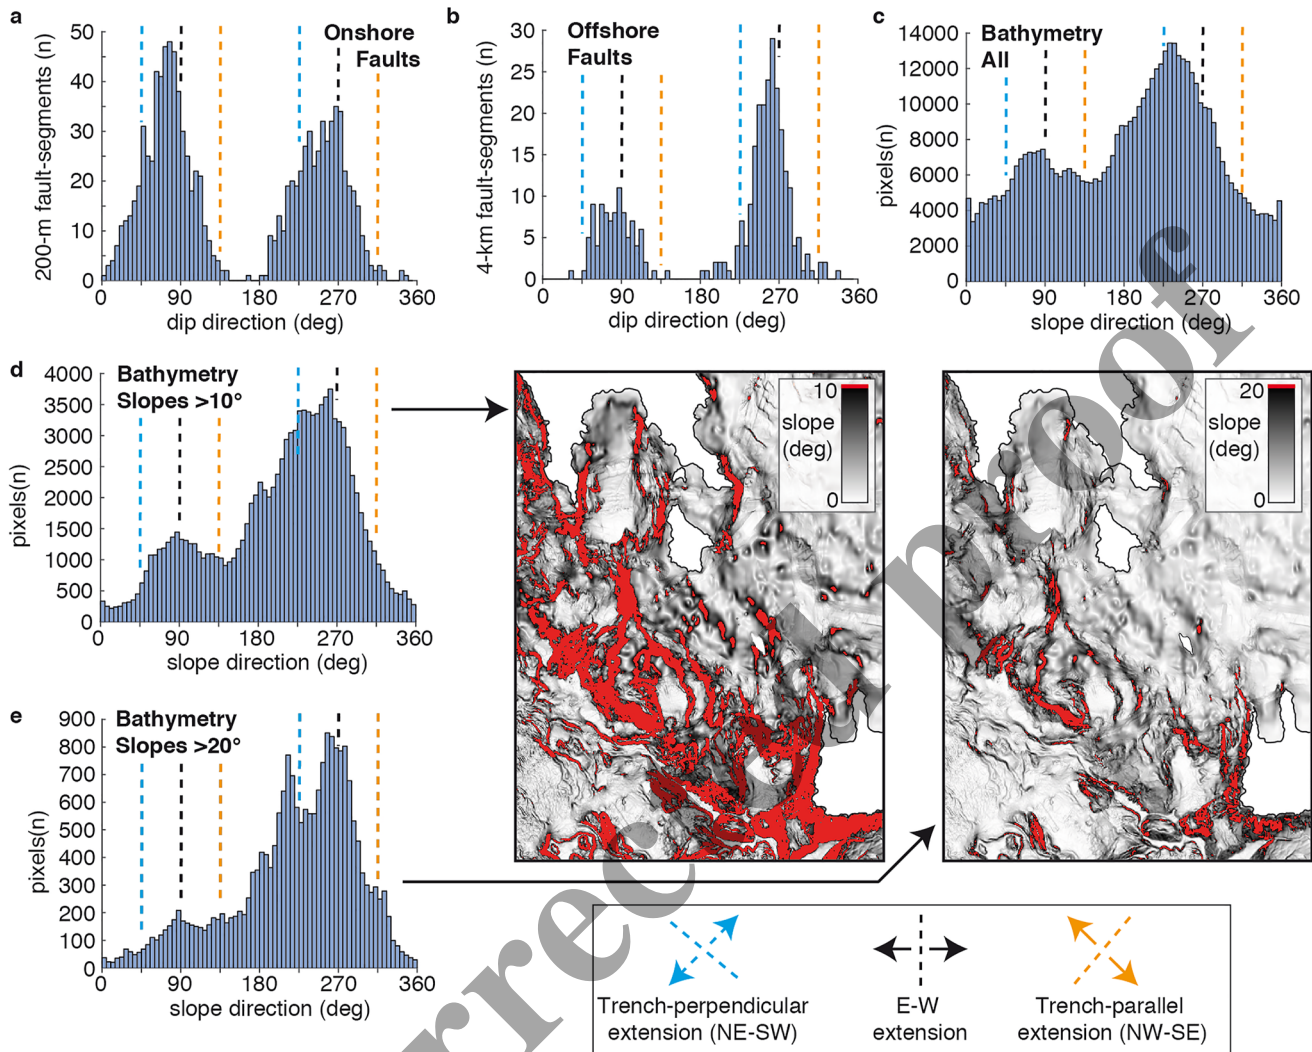 a
Onshore
Faults
200-m fault-segments (n)
50
40
30
20
10
0
0
90
180
270
360
dip direction (deg)
b
Offshore
Faults
4-km fault-segments (n)
30
25
20
15
10
5
0
0
90
180
270
360
dip direction (deg)
c
Bathymetry
All
pixels(n)
14000
12000
10000
8000
6000
4000
2000
0
0
90
180
270
360
slope direction (deg)
d
Bathymetry
Slopes >10°
pixels(n)
4000
3500
3000
2500
2000
1500
1000
500
0
0
90
180
270
360
slope direction (deg)
10
slope
(deg)
0
20
slope
(deg)
0
e
Bathymetry
Slopes >20°
pixels(n)
900
800
700
600
500
400
300
200
100
0
0
90
180
270
360
slope direction (deg)
Trench-perpendicular
extension (NE-SW)
E-W
extension
Trench-parallel
extension (NW-SE)